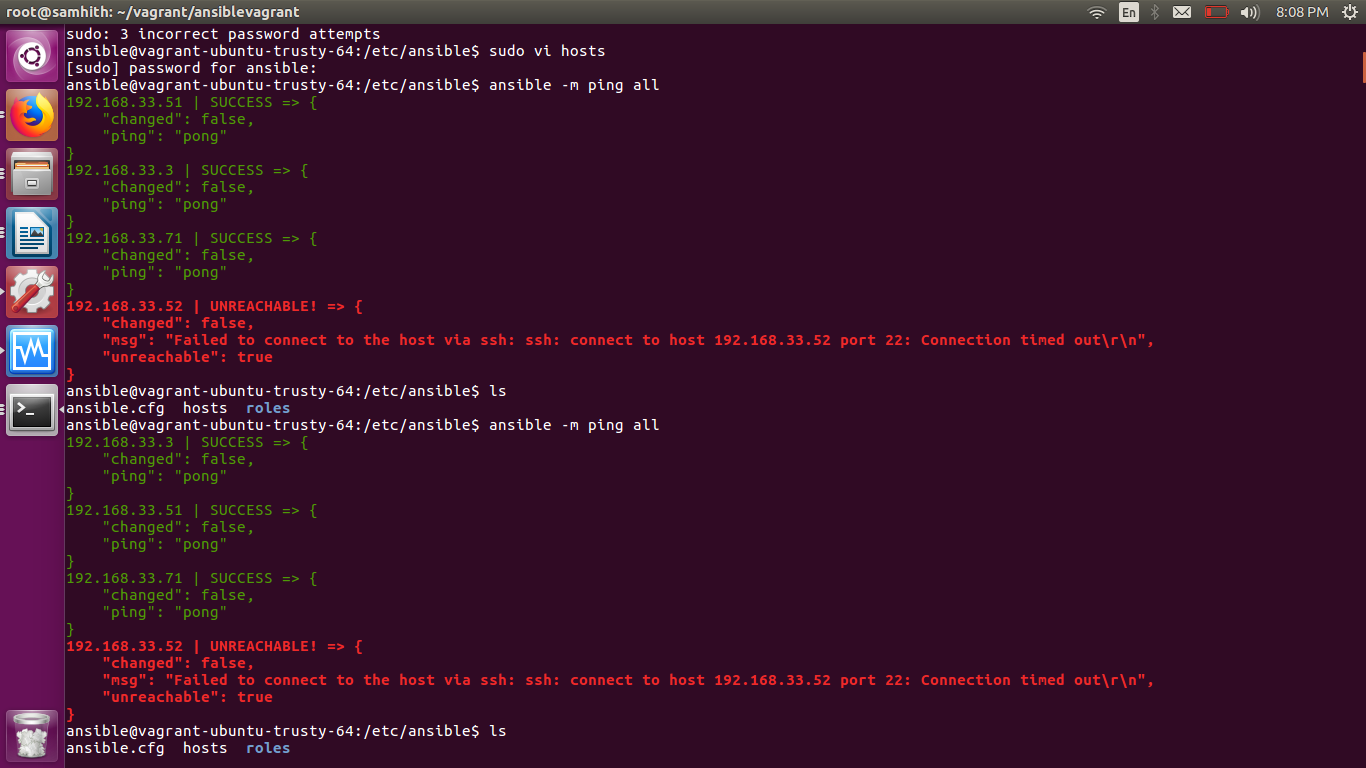 root@samhith: ~/vagrant/ansiblevagrant
En
8:08 PM
sudo: 3 incorrect password attempts
ansible@vagrant-ubuntu-trusty-64:/etc/ansible$ sudo vi hosts
[sudo] password for ansible:
ansible@vagrant-ubuntu-trusty-64:/etc/ansible$ ansible -m ping all
192.168.33.51 | SUCCESS => {
    "changed": false,
    "ping": "pong"
}
192.168.33.3 | SUCCESS => {
    "changed": false,
    "ping": "pong"
}
192.168.33.71 | SUCCESS => {
    "changed": false,
    "ping": "pong"
}
192.168.33.52 | UNREACHABLE! => {
    "changed": false,
    "msg": "Failed to connect to the host via ssh: ssh: connect to host 192.168.33.52 port 22: Connection timed out\r\n",
    "unreachable": true
}
ansible@vagrant-ubuntu-trusty-64:/etc/ansible$ ls
ansible.cfg  hosts  roles
ansible@vagrant-ubuntu-trusty-64:/etc/ansible$ ansible -m ping all
192.168.33.3 | SUCCESS => {
    "changed": false,
    "ping": "pong"
}
192.168.33.51 | SUCCESS => {
    "changed": false,
    "ping": "pong"
}
192.168.33.71 | SUCCESS => {
    "changed": false,
    "ping": "pong"
}
192.168.33.52 | UNREACHABLE! => {
    "changed": false,
    "msg": "Failed to connect to the host via ssh: ssh: connect to host 192.168.33.52 port 22: Connection timed out\r\n",
    "unreachable": true
}
ansible@vagrant-ubuntu-trusty-64:/etc/ansible$ ls
ansible.cfg  hosts  roles